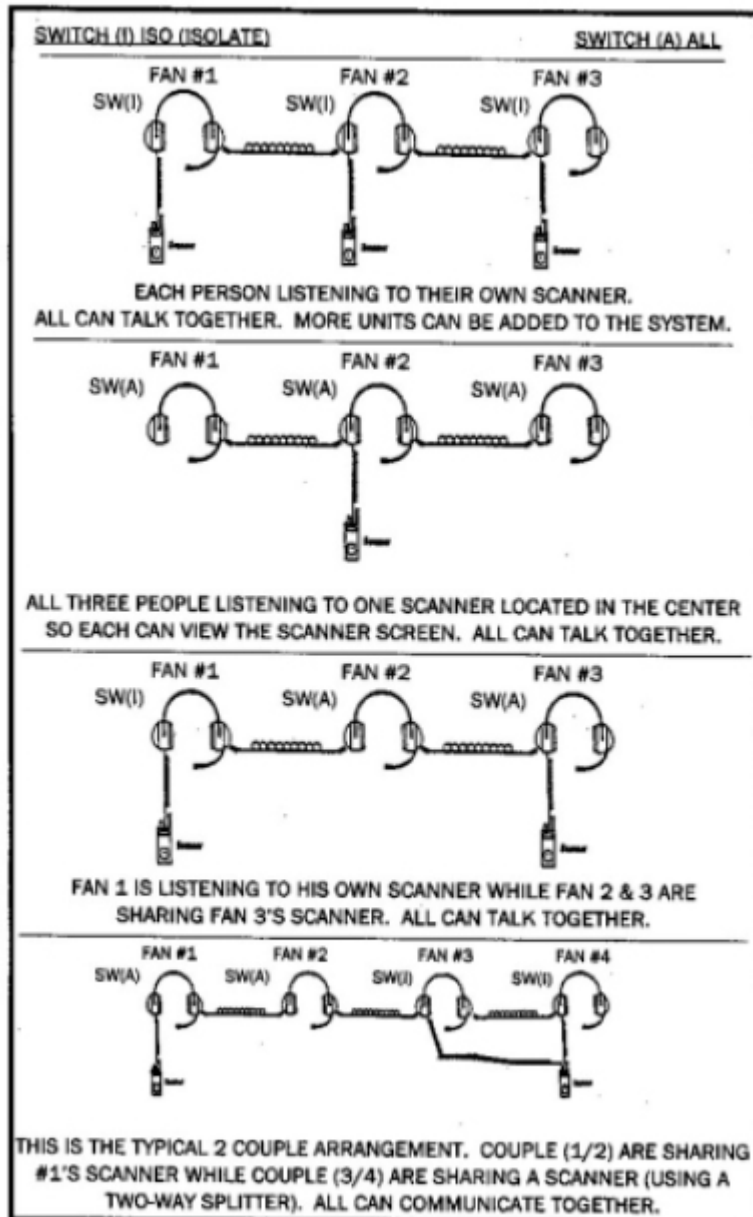 SWITCH (I) ISO (ISOLATE) SWITCH (A) ALL
FAN #1 FAN #2 FAN #3
SW(I) SW(I) SW(I)
Scanner Scanner Scanner
EACH PERSON LISTENING TO THEIR OWN SCANNER.
ALL CAN TALK TOGETHER. MORE UNITS CAN BE ADDED TO THE SYSTEM.
FAN #1 FAN #2 FAN #3
SW(A) SW(A) SW(A)
Scanner
ALL THREE PEOPLE LISTENING TO ONE SCANNER LOCATED IN THE CENTER
SO EACH CAN VIEW THE SCANNER SCREEN. ALL CAN TALK TOGETHER.
FAN #1 FAN #2 FAN #3
SW(I) SW(A) SW(A)
Scanner Scanner
FAN 1 IS LISTENING TO HIS OWN SCANNER WHILE FAN 2 & 3 ARE
SHARING FAN 3'S SCANNER. ALL CAN TALK TOGETHER.
FAN #1 FAN #2 FAN #3 FAN #4
SW(A) SW(A) SW(I) SW(I)
THIS IS THE TYPICAL 2 COUPLE ARRANGEMENT. COUPLE (1/2) ARE SHARING
#1'S SCANNER WHILE COUPLE (3/4) ARE SHARING A SCANNER (USING A
TWO-WAY SPLITTER). ALL CAN COMMUNICATE TOGETHER.